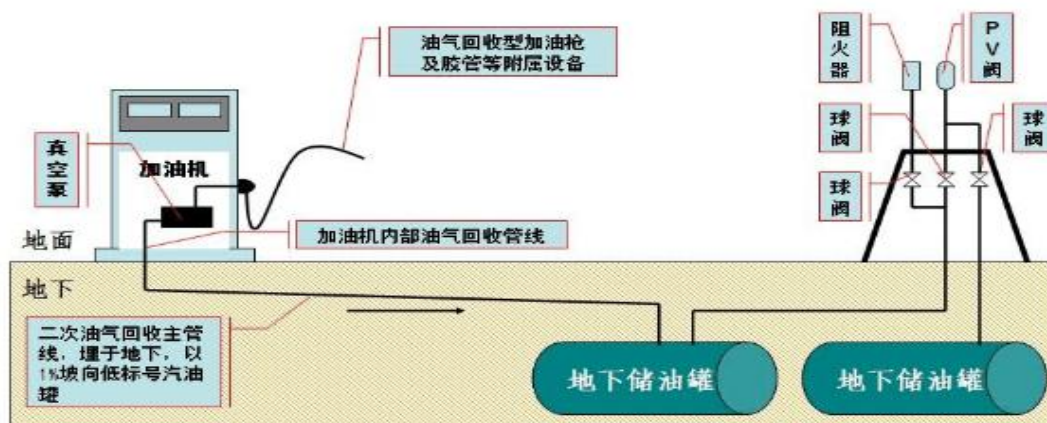 油气回收型加油枪
及胶管等附属设备
阻火器
PV阀
真空泵
加油机
球阀
球阀
球阀
加油机内部油气回收管线
地面
地下
二次油气回收主管
线，埋于地下，以
1%坡向低标号汽油
罐
地下储油罐
地下储油罐